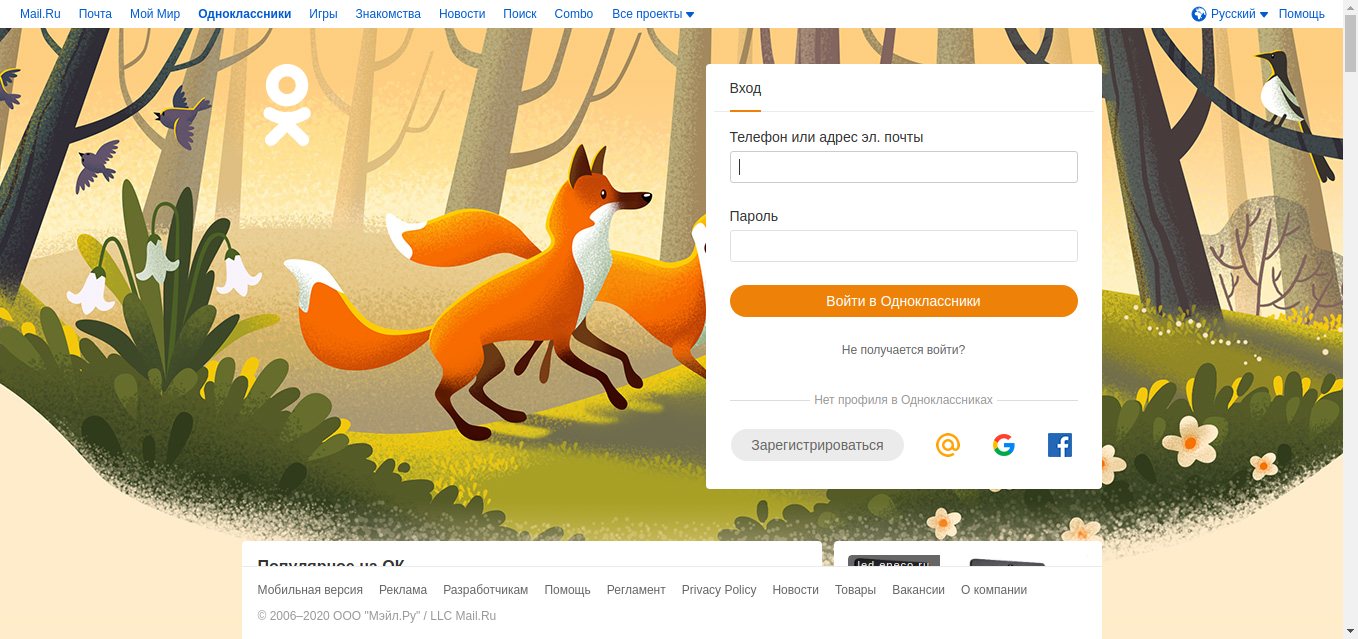 Mail.Ru Почта Мой Мир Одноклассники Игры Знакомства Новости Поиск Combo Все проекты Русский Помощь
Вход
Телефон или адрес эл. почты
Пароль
Войти в Одноклассники
Не получается войти?
Нет профиля в Одноклассниках
Зарегистрироваться
Популярное на ОК
led-eneco.ru
Мобильная версия Реклама Разработчикам Помощь Регламент Privacy Policy Новости Товары Вакансии О компании
© 2006–2020 ООО "Мэйл.Ру" / LLC Mail.Ru